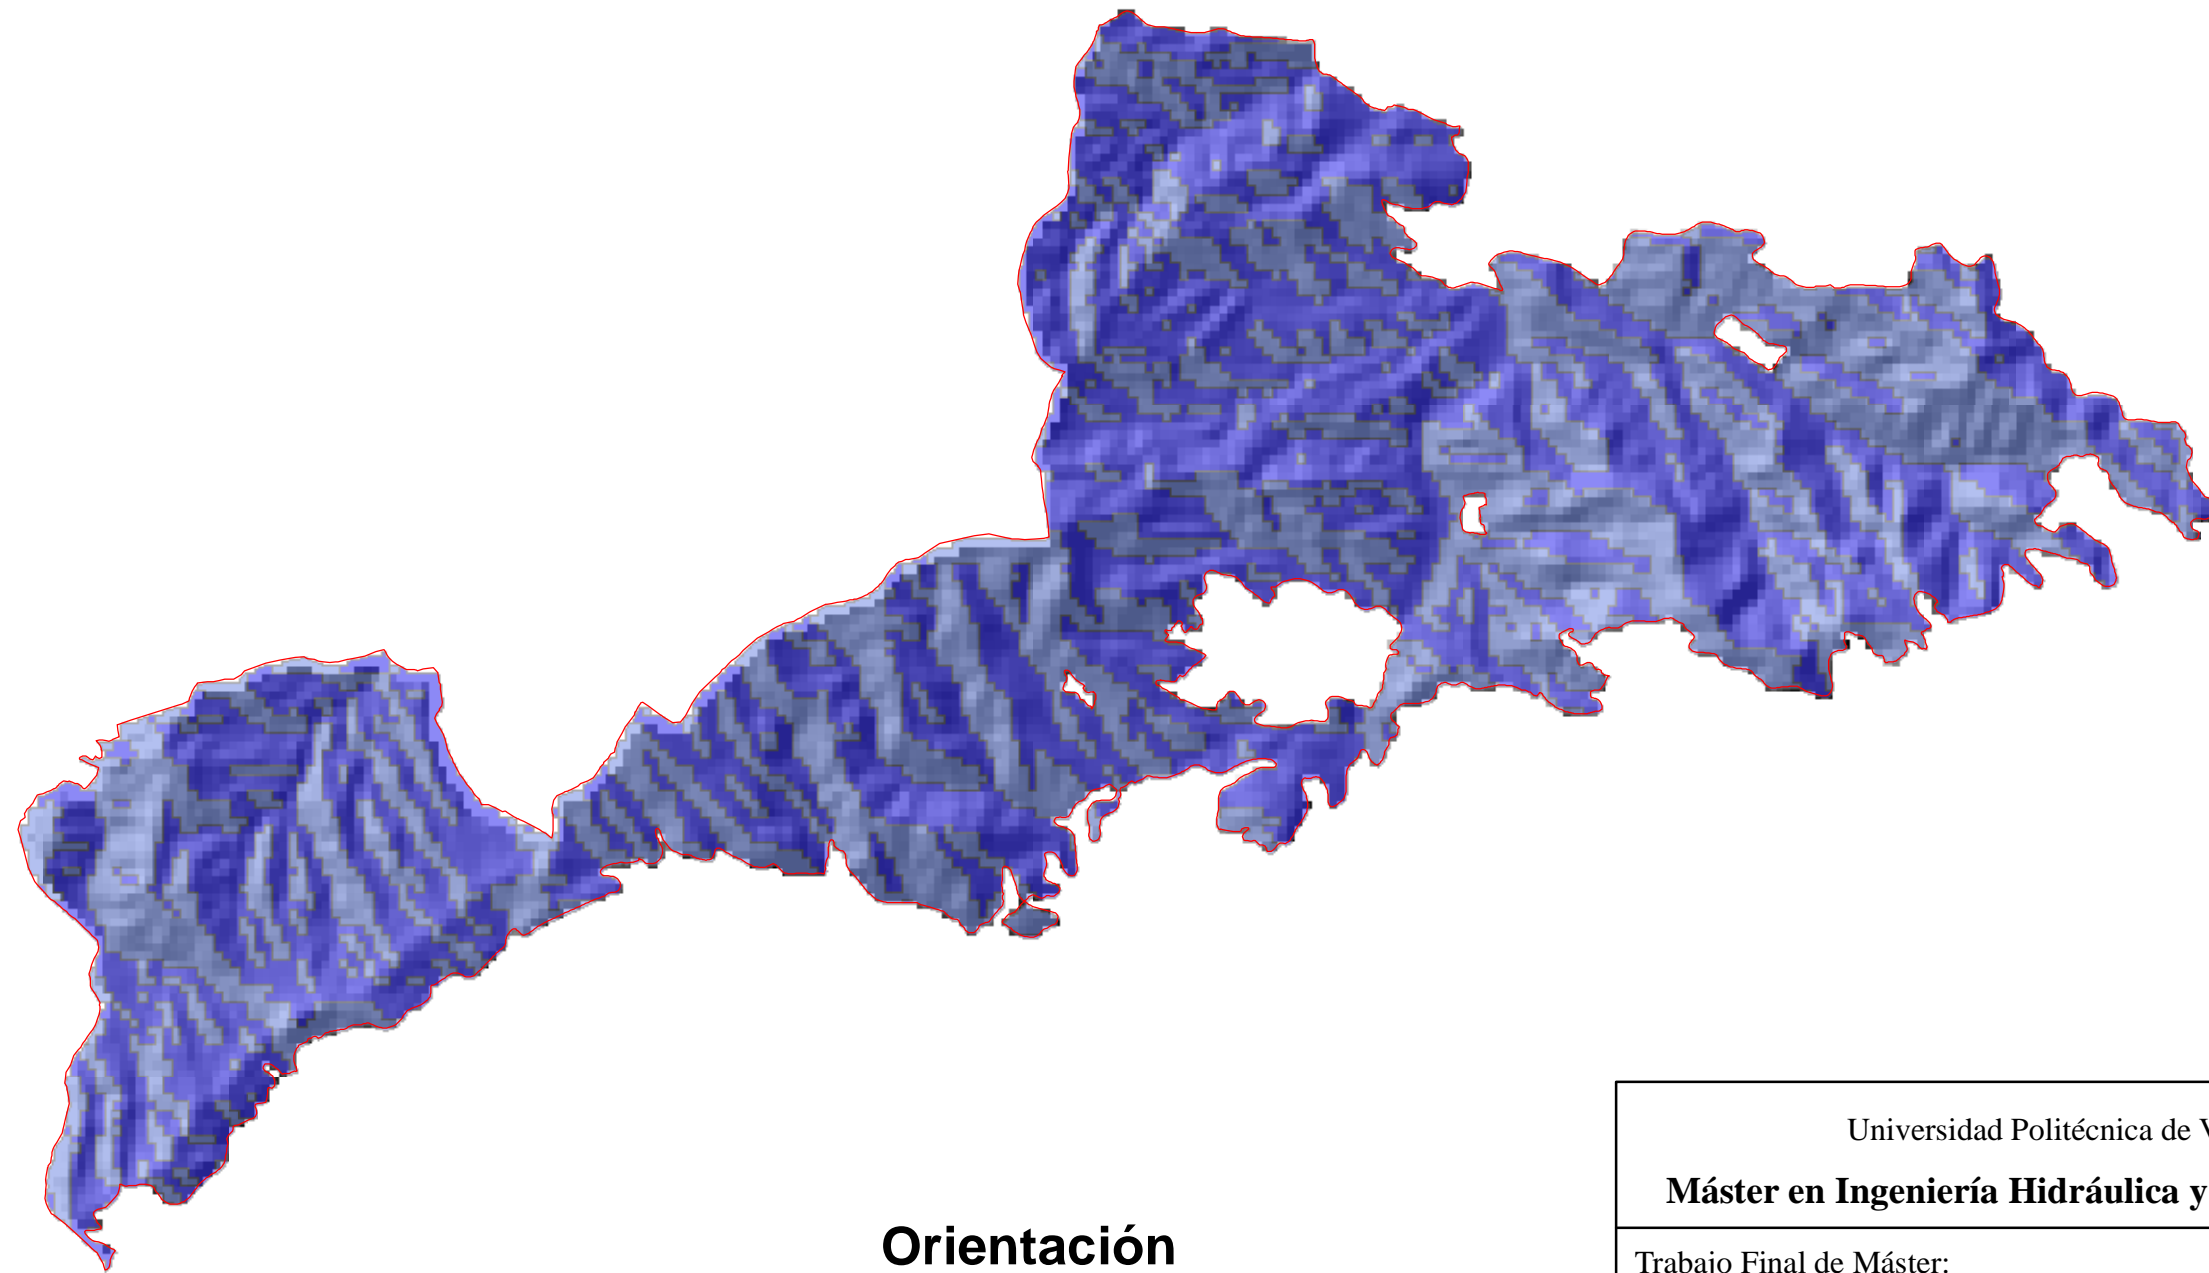 Universidad Politécnica de
Máster en Ingeniería Hidráulica y
Orientación
Trabajo Final de Máster: